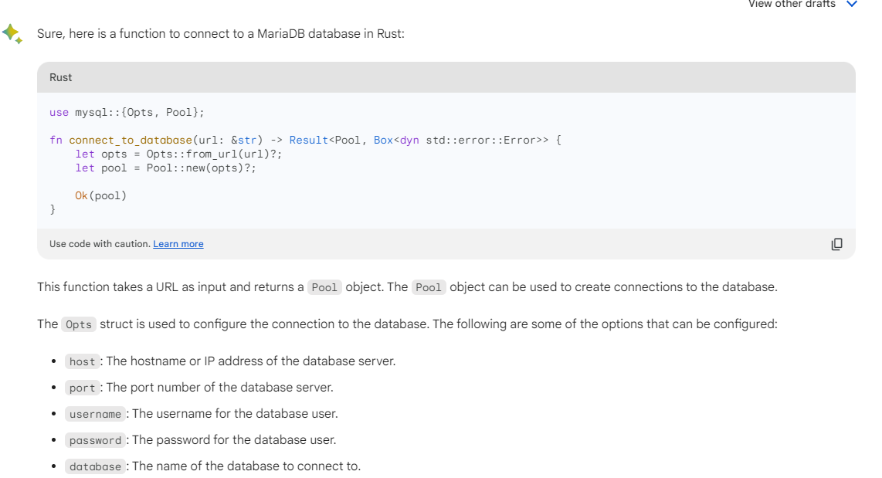 View other drafts
Sure, here is a function to connect to a MariaDB database in Rust:
Rust
use mysql::{Opts, Pool};
fn connect_to_database(url: &str) -> Result<Pool, Box<dyn std::error::Error>> {
    let opts = Opts::from_url(url)?;
    let pool = Pool::new(opts)?;
    Ok(pool)
}
Use code with caution. Learn more
This function takes a URL as input and returns a Pool object. The Pool object can be used to create connections to the database.
The Opts struct is used to configure the connection to the database. The following are some of the options that can be configured:
• host : The hostname or IP address of the database server.
• port : The port number of the database server.
• username : The username for the database user.
• password : The password for the database user.
• database : The name of the database to connect to.